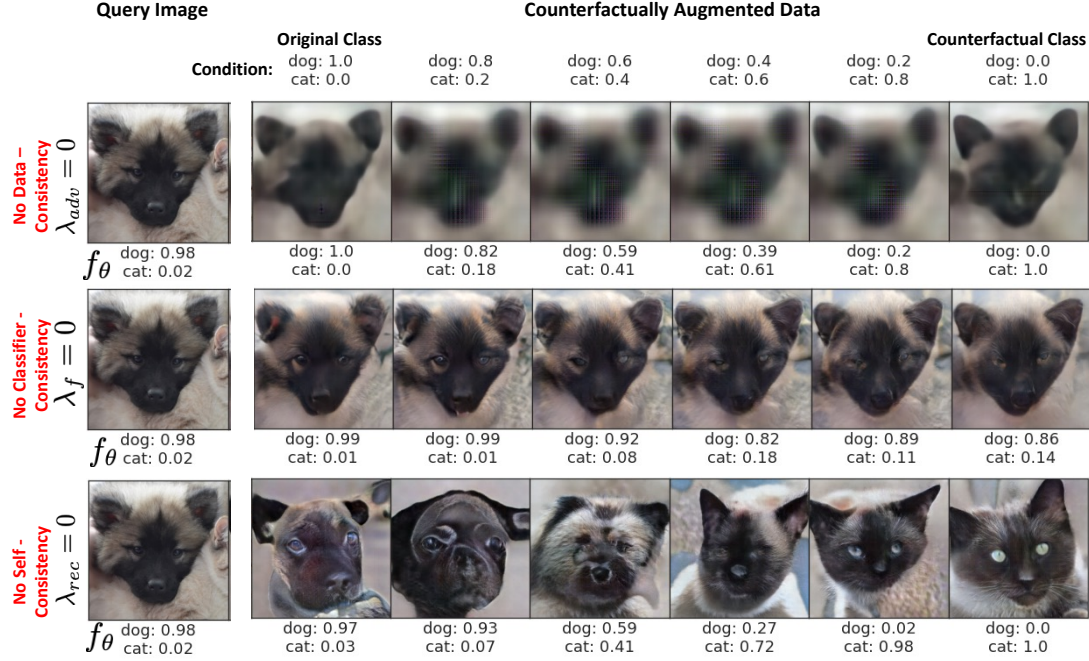 Query Image
Counterfactually Augmented Data
Original Class
Counterfactual Class
Condition:
dog: 1.0 dog: 0.8 dog: 0.6 dog: 0.4 dog: 0.2 dog: 0.0
cat: 0.0 cat: 0.2 cat: 0.4 cat: 0.6 cat: 0.8 cat: 1.0
No Data –
Consistency
λadv = 0
fθ
dog: 0.98 dog: 1.0 dog: 0.82 dog: 0.59 dog: 0.39 dog: 0.2 dog: 0.0
cat: 0.02 cat: 0.0 cat: 0.18 cat: 0.41 cat: 0.61 cat: 0.8 cat: 1.0
No Classifier -
Consistency
λf = 0
fθ
dog: 0.98 dog: 0.99 dog: 0.99 dog: 0.92 dog: 0.82 dog: 0.89 dog: 0.86
cat: 0.02 cat: 0.01 cat: 0.01 cat: 0.08 cat: 0.18 cat: 0.11 cat: 0.14
No Self -
Consistency
λrec = 0
fθ
dog: 0.98 dog: 0.97 dog: 0.93 dog: 0.59 dog: 0.27 dog: 0.02 dog: 0.0
cat: 0.02 cat: 0.03 cat: 0.07 cat: 0.41 cat: 0.72 cat: 0.98 cat: 1.0